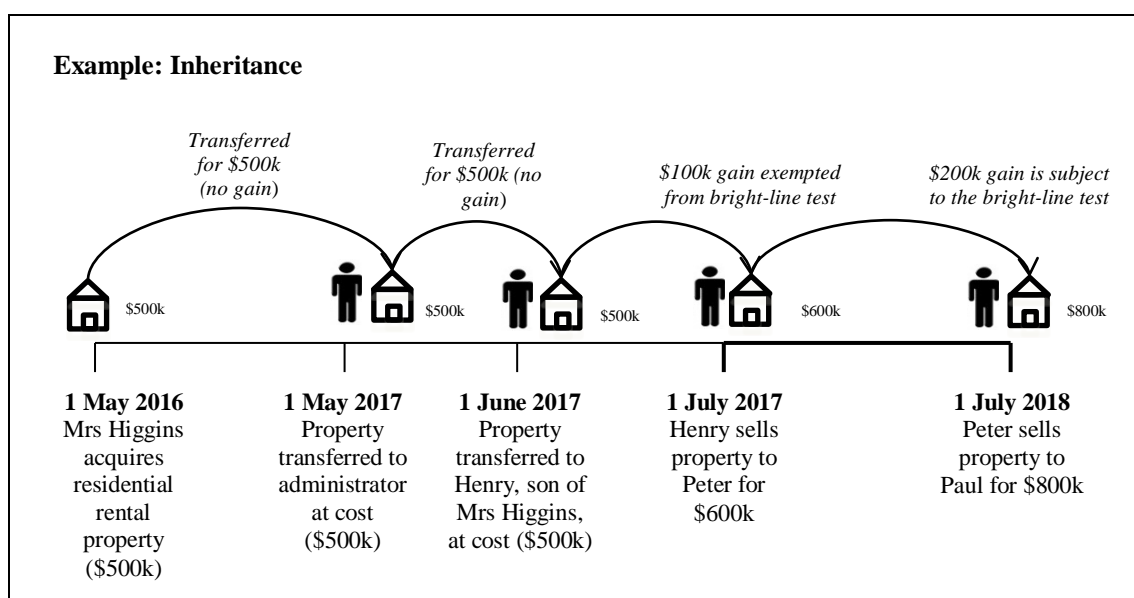 Example: Inheritance
Transferred
for $500k
(no gain)
Transferred
for $500k (no
gain)
$100k gain exempted
from bright-line test
$200k gain is subject
to the bright-line test
$500k
$500k
$500k
$600k
$800k
1 May 2016
Mrs Higgins
acquires
residential
rental
property
($500k)
1 May 2017
Property
transferred to
administrator
at cost
($500k)
1 June 2017
Property
transferred to
Henry, son of
Mrs Higgins,
at cost ($500k)
1 July 2017
Henry sells
property to
Peter for
$600k
1 July 2018
Peter sells
property to
Paul for $800k